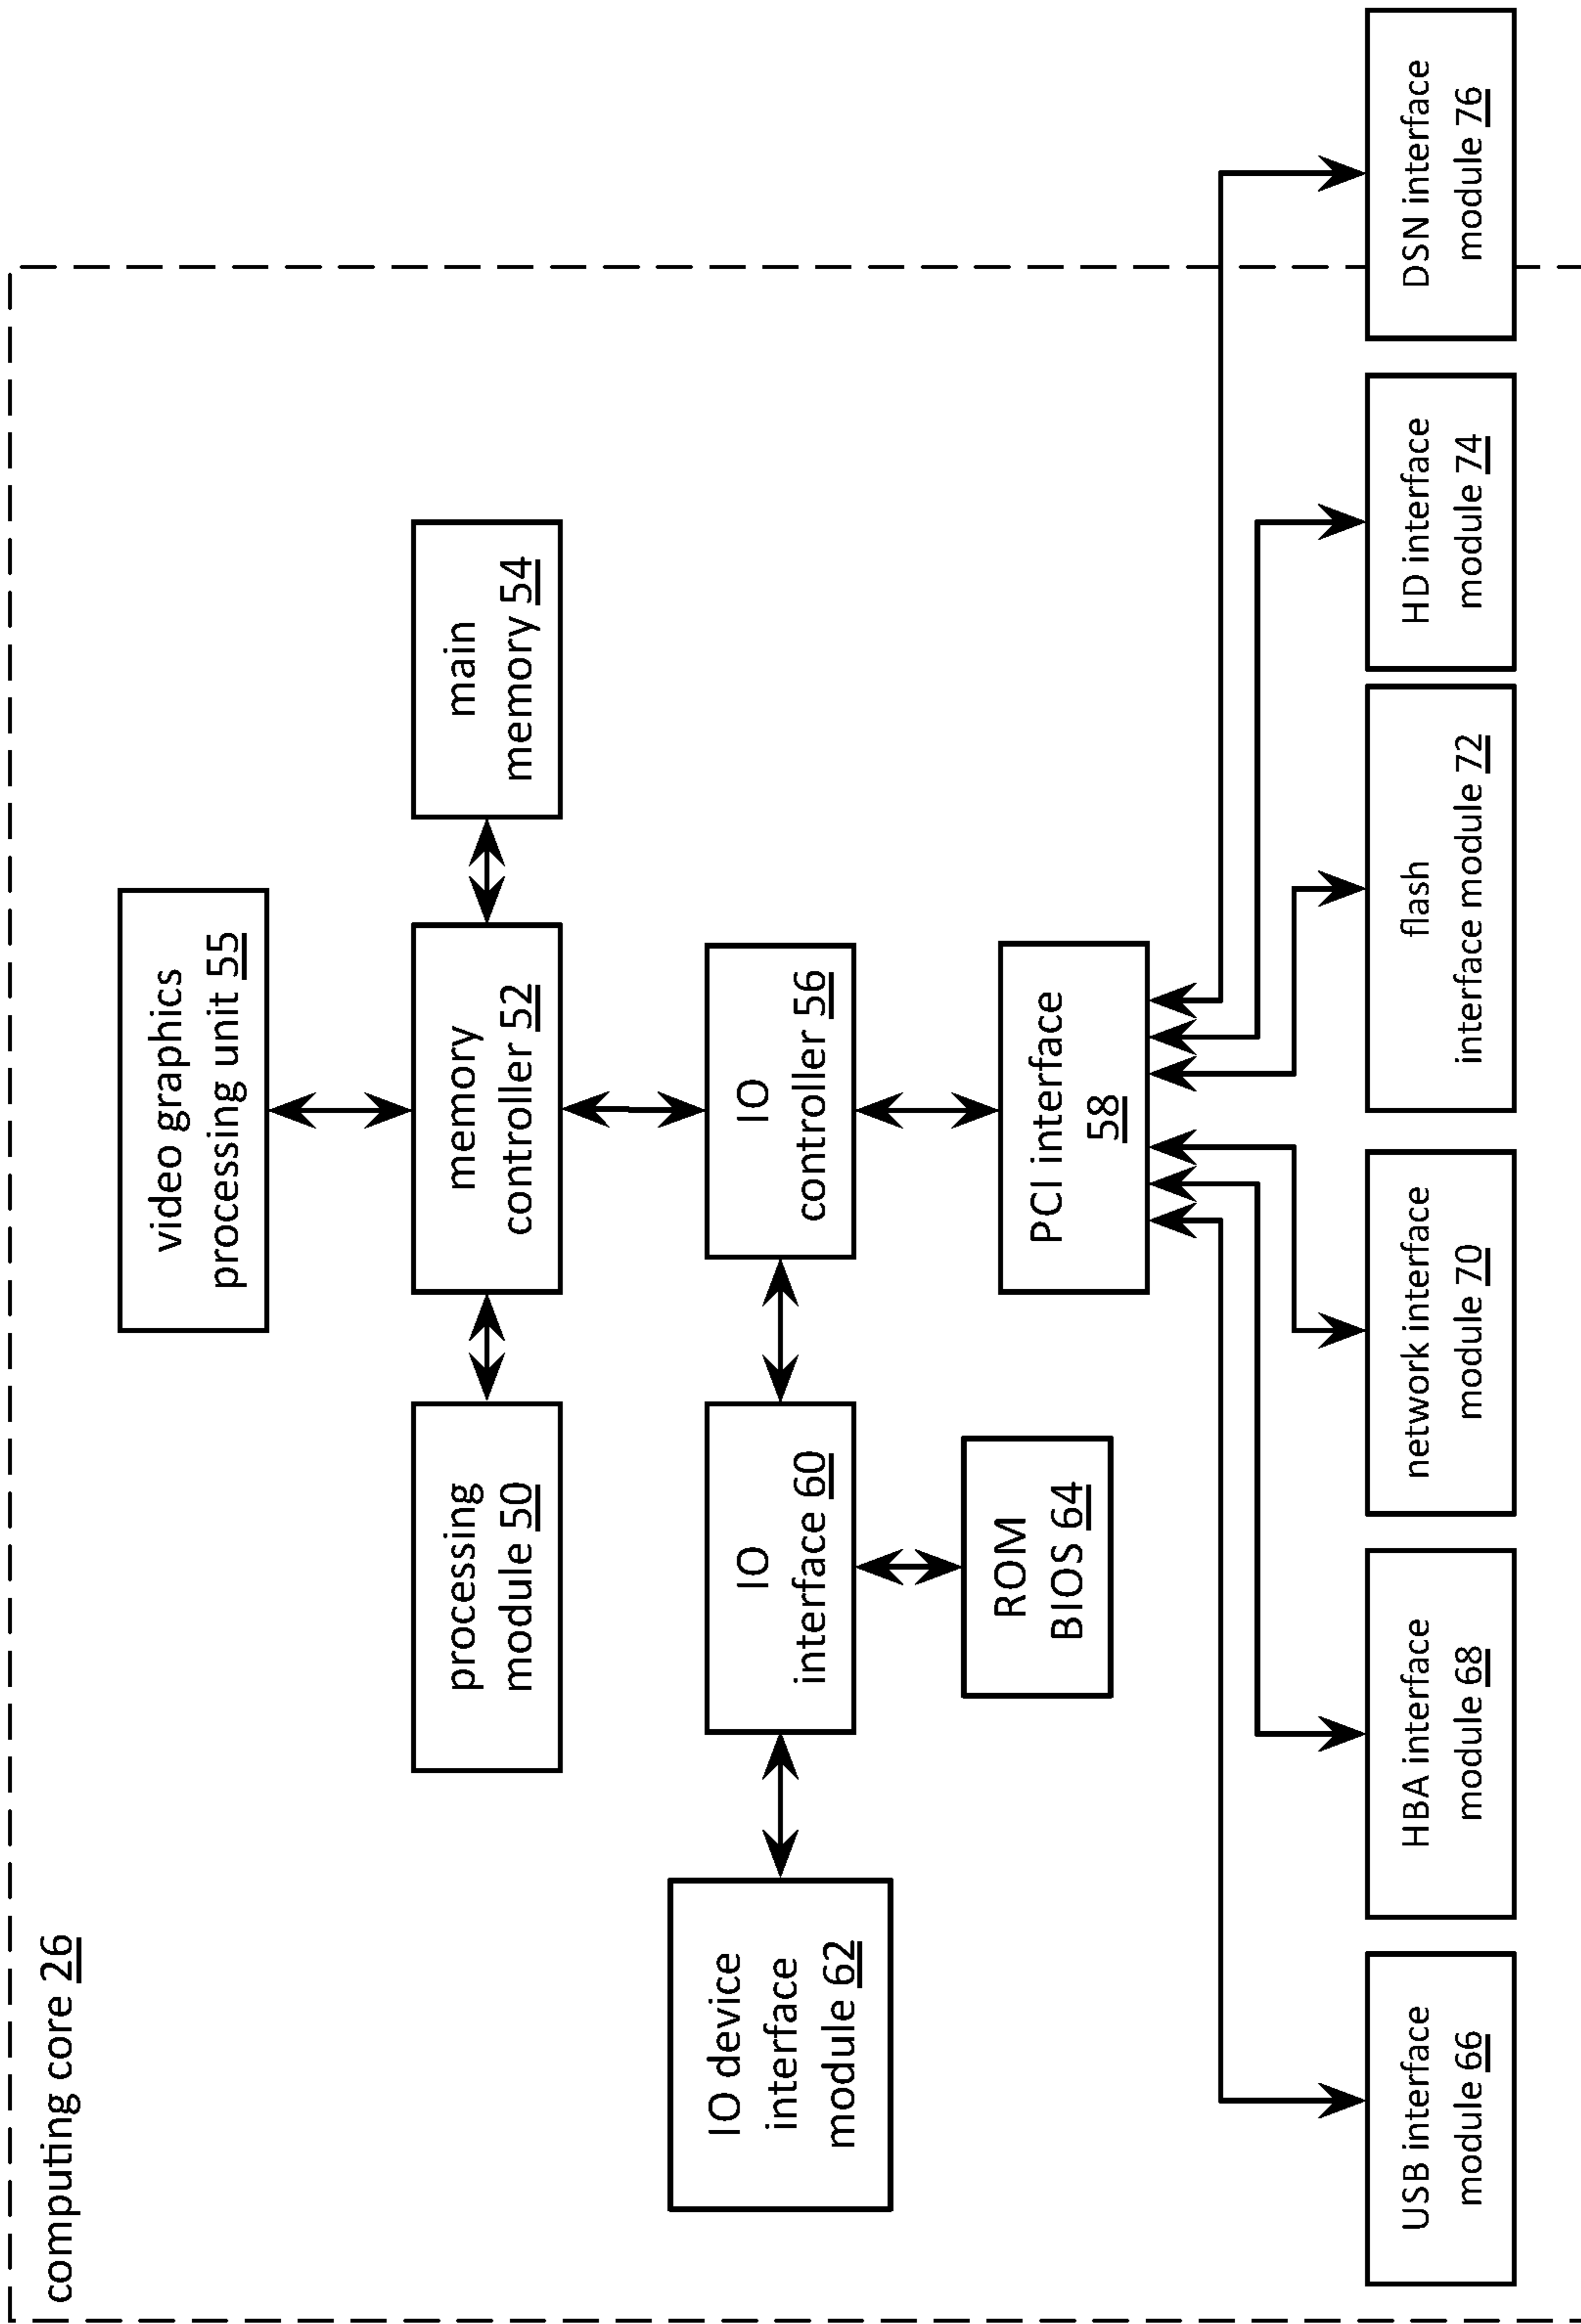 computing core 26
video graphics
processing unit 55
processing
module 50
memory
controller 52
main
memory 54
IO device
interface
module 62
IO
interface 60
IO
controller 56
ROM
BIOS 64
PCI interface
58
USB interface
module 66
HBA interface
module 68
network interface
module 70
flash
interface module 72
HD interface
module 74
DSN interface
module 76